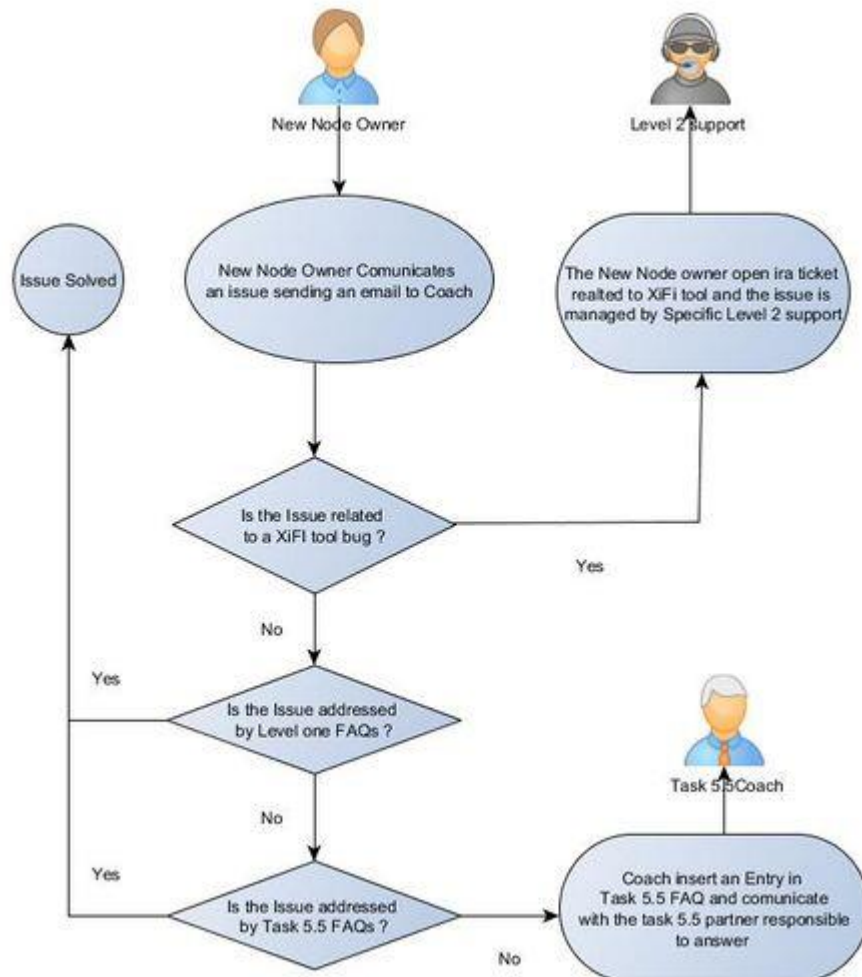 New Node Owner
Level 2 support
Issue Solved
New Node Owner Comunicates
an issue sending an email to Coach
The New Node owner open ira ticket
realted to XiFi tool and the issue is
managed by Specific Level 2 support
Is the Issue related
to a XiFI tool bug ?
Yes
No
Yes
Is the Issue addressed
by Level one FAQs ?
Task 5.5Coach
No
Yes
Is the Issue addressed
by Task 5.5 FAQs ?
No
Coach insert an Entry in
Task 5.5 FAQ and comunicate
with the task 5.5 partner responsible
to answer